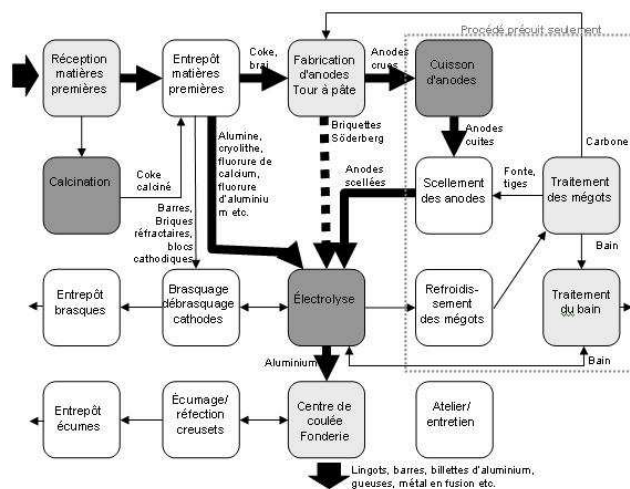 Procédé précuit seulement
Réception
matières
premières
Entrepôt
matières
premières
Coke,
brai
Fabrication
d'anodes
Tour à pâte
Anodes
crues
Cuisson
d'anodes
Alumine,
cryolithe,
fluorure de
calcium,
fluorure
d'aluminiu
m etc.
Briquettes
Söderberg
Anodes
cuites
Carbone
Calcination
Coke
calciné
Anodes
scellées
Scellement
des anodes
Fonte,
tiges
Traitement
des mégots
Barres,
Briques
réfractaires,
blocs
cathodiques
Bain
Entrepôt
brasques
Brasquage
débrasquage
cathodes
Électrolyse
Refroidis-
sement
des mégots
Traitement
du bain
Aluminium
Bain
Entrepôt
écumes
Écumage/
réfection
creusets
Centre de
coulée
Fonderie
Atelier/
entretien
Lingots, barres, billettes d'aluminium,
gueuses, métal en fusion etc.